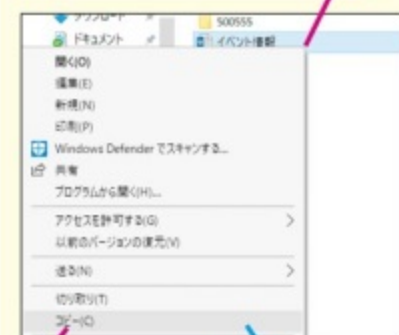 ダウンロード
500555
ドキュメント
イベント情報
開く(O)
編集(E)
新規(N)
印刷(P)
Windows Defender でスキャンする...
共有
プログラムから開く(H)...
アクセスを許可する(G)
以前のバージョンの復元(V)
送る(N)
切り取り(T)
コピー(C)